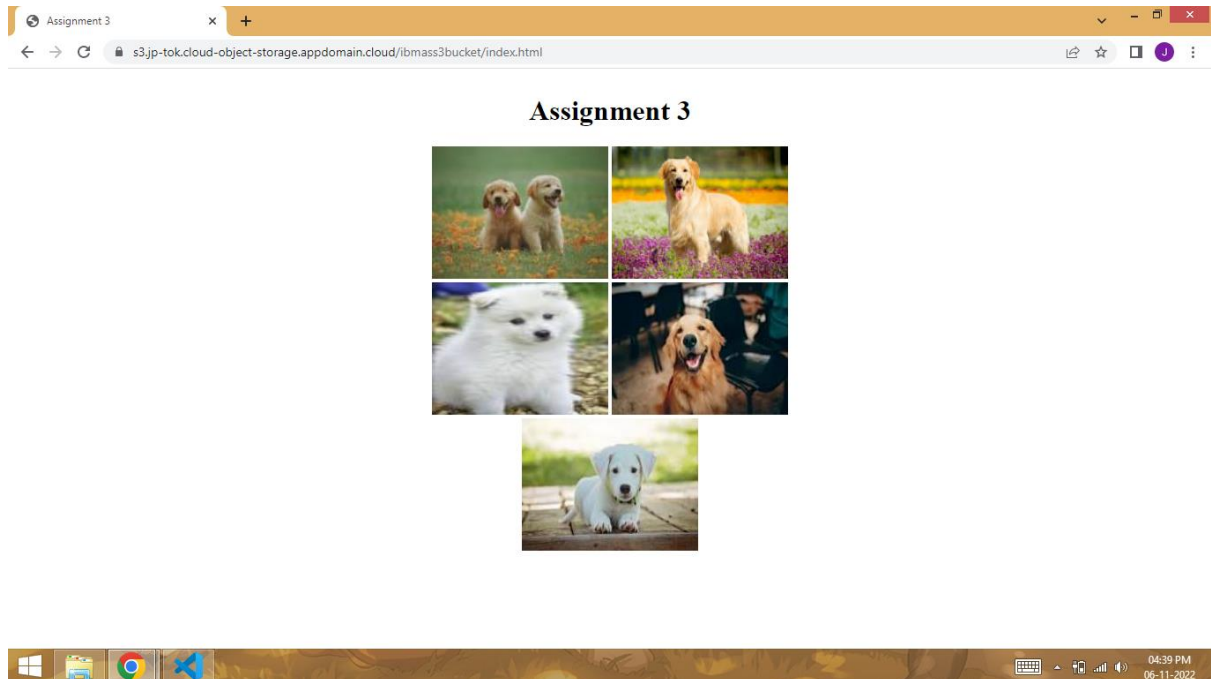 Assignment 3
s3.jp-tok.cloud-object-storage.appdomain.cloud/ibmass3bucket/index.html
J
Assignment 3
04:39 PM
06-11-2022